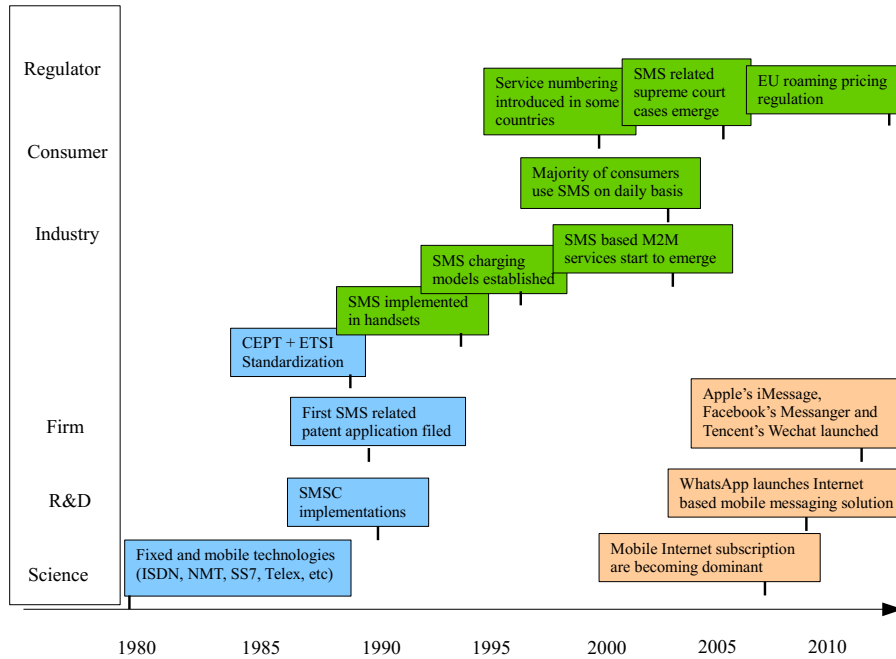 Regulator
Service numbering
introduced in some
countries
SMS related
supreme court
cases emerge
EU roaming pricing
regulation
Consumer
Majority of consumers
use SMS on daily basis
Industry
SMS based M2M
services start to emerge
SMS charging
models established
SMS implemented
in handsets
CEPT + ETSI
Standardization
Firm
First SMS related
patent application filed
Apple's iMessage,
Facebook's Messanger and
Tencent's Wechat launched
R&D
SMSC
implementations
WhatsApp launches Internet
based mobile messaging solution
Science
Fixed and mobile technologies
(ISDN, NMT, SS7, Telex, etc)
Mobile Internet subscription
are becoming dominant
1980 1985 1990 1995 2000 2005 2010